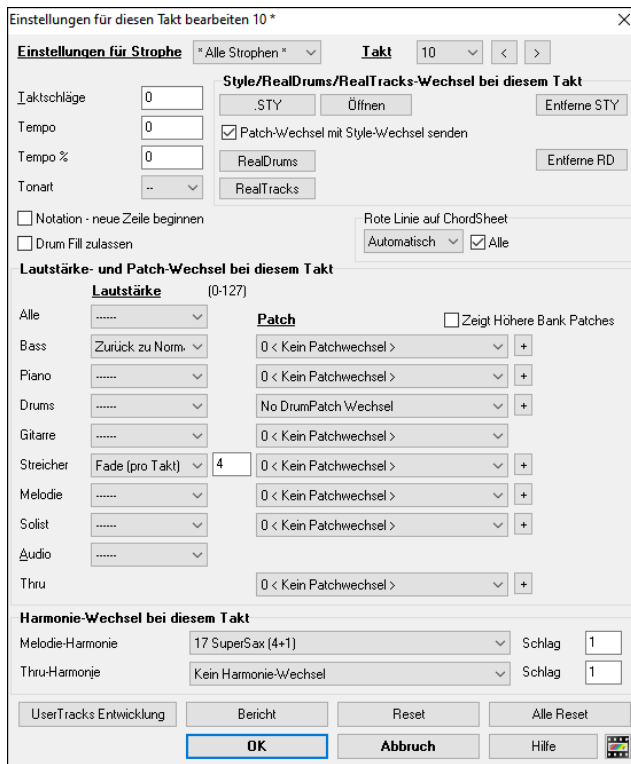 Einstellungen für diesen Takt bearbeiten 10 *
Einstellungen für Strophe * Alle Strophen * Takt 10 < >
Style/RealDrums/RealTracks-Wechsel bei diesem Takt
Taktschläge 0 .STY Öffnen Entferne STY
Tempo 0 Patch-Wechsel mit Style-Wechsel senden
Tempo % 0 RealDrums Entferne RD
Tonart -- RealTracks
Notation - neue Zeile beginnen Rote Linie auf ChordSheet
Drum Fill zulassen Automatisch Alle
Lautstärke- und Patch-Wechsel bei diesem Takt
Lautstärke (0-127)
Alle ------ Patch Zeigt Höhere Bank Patches
Bass Zurück zu Norm. 0 < Kein Patchwechsel > +
Piano ------ 0 < Kein Patchwechsel > +
Drums ------ No DrumPatch Wechsel +
Gitarre ------ 0 < Kein Patchwechsel >
Streicher Fade (pro Takt) 4 0 < Kein Patchwechsel > +
Melodie ------ 0 < Kein Patchwechsel > +
Solist ------ 0 < Kein Patchwechsel > +
Audio ------
Thru 0 < Kein Patchwechsel > +
Harmonie-Wechsel bei diesem Takt
Melodie-Harmonie 17 SuperSax (4+1) Schlag 1
Thru-Harmonie Kein Harmonie-Wechsel Schlag 1
UserTracks Entwicklung Bericht Reset Alle Reset
OK Abbruch Hilfe